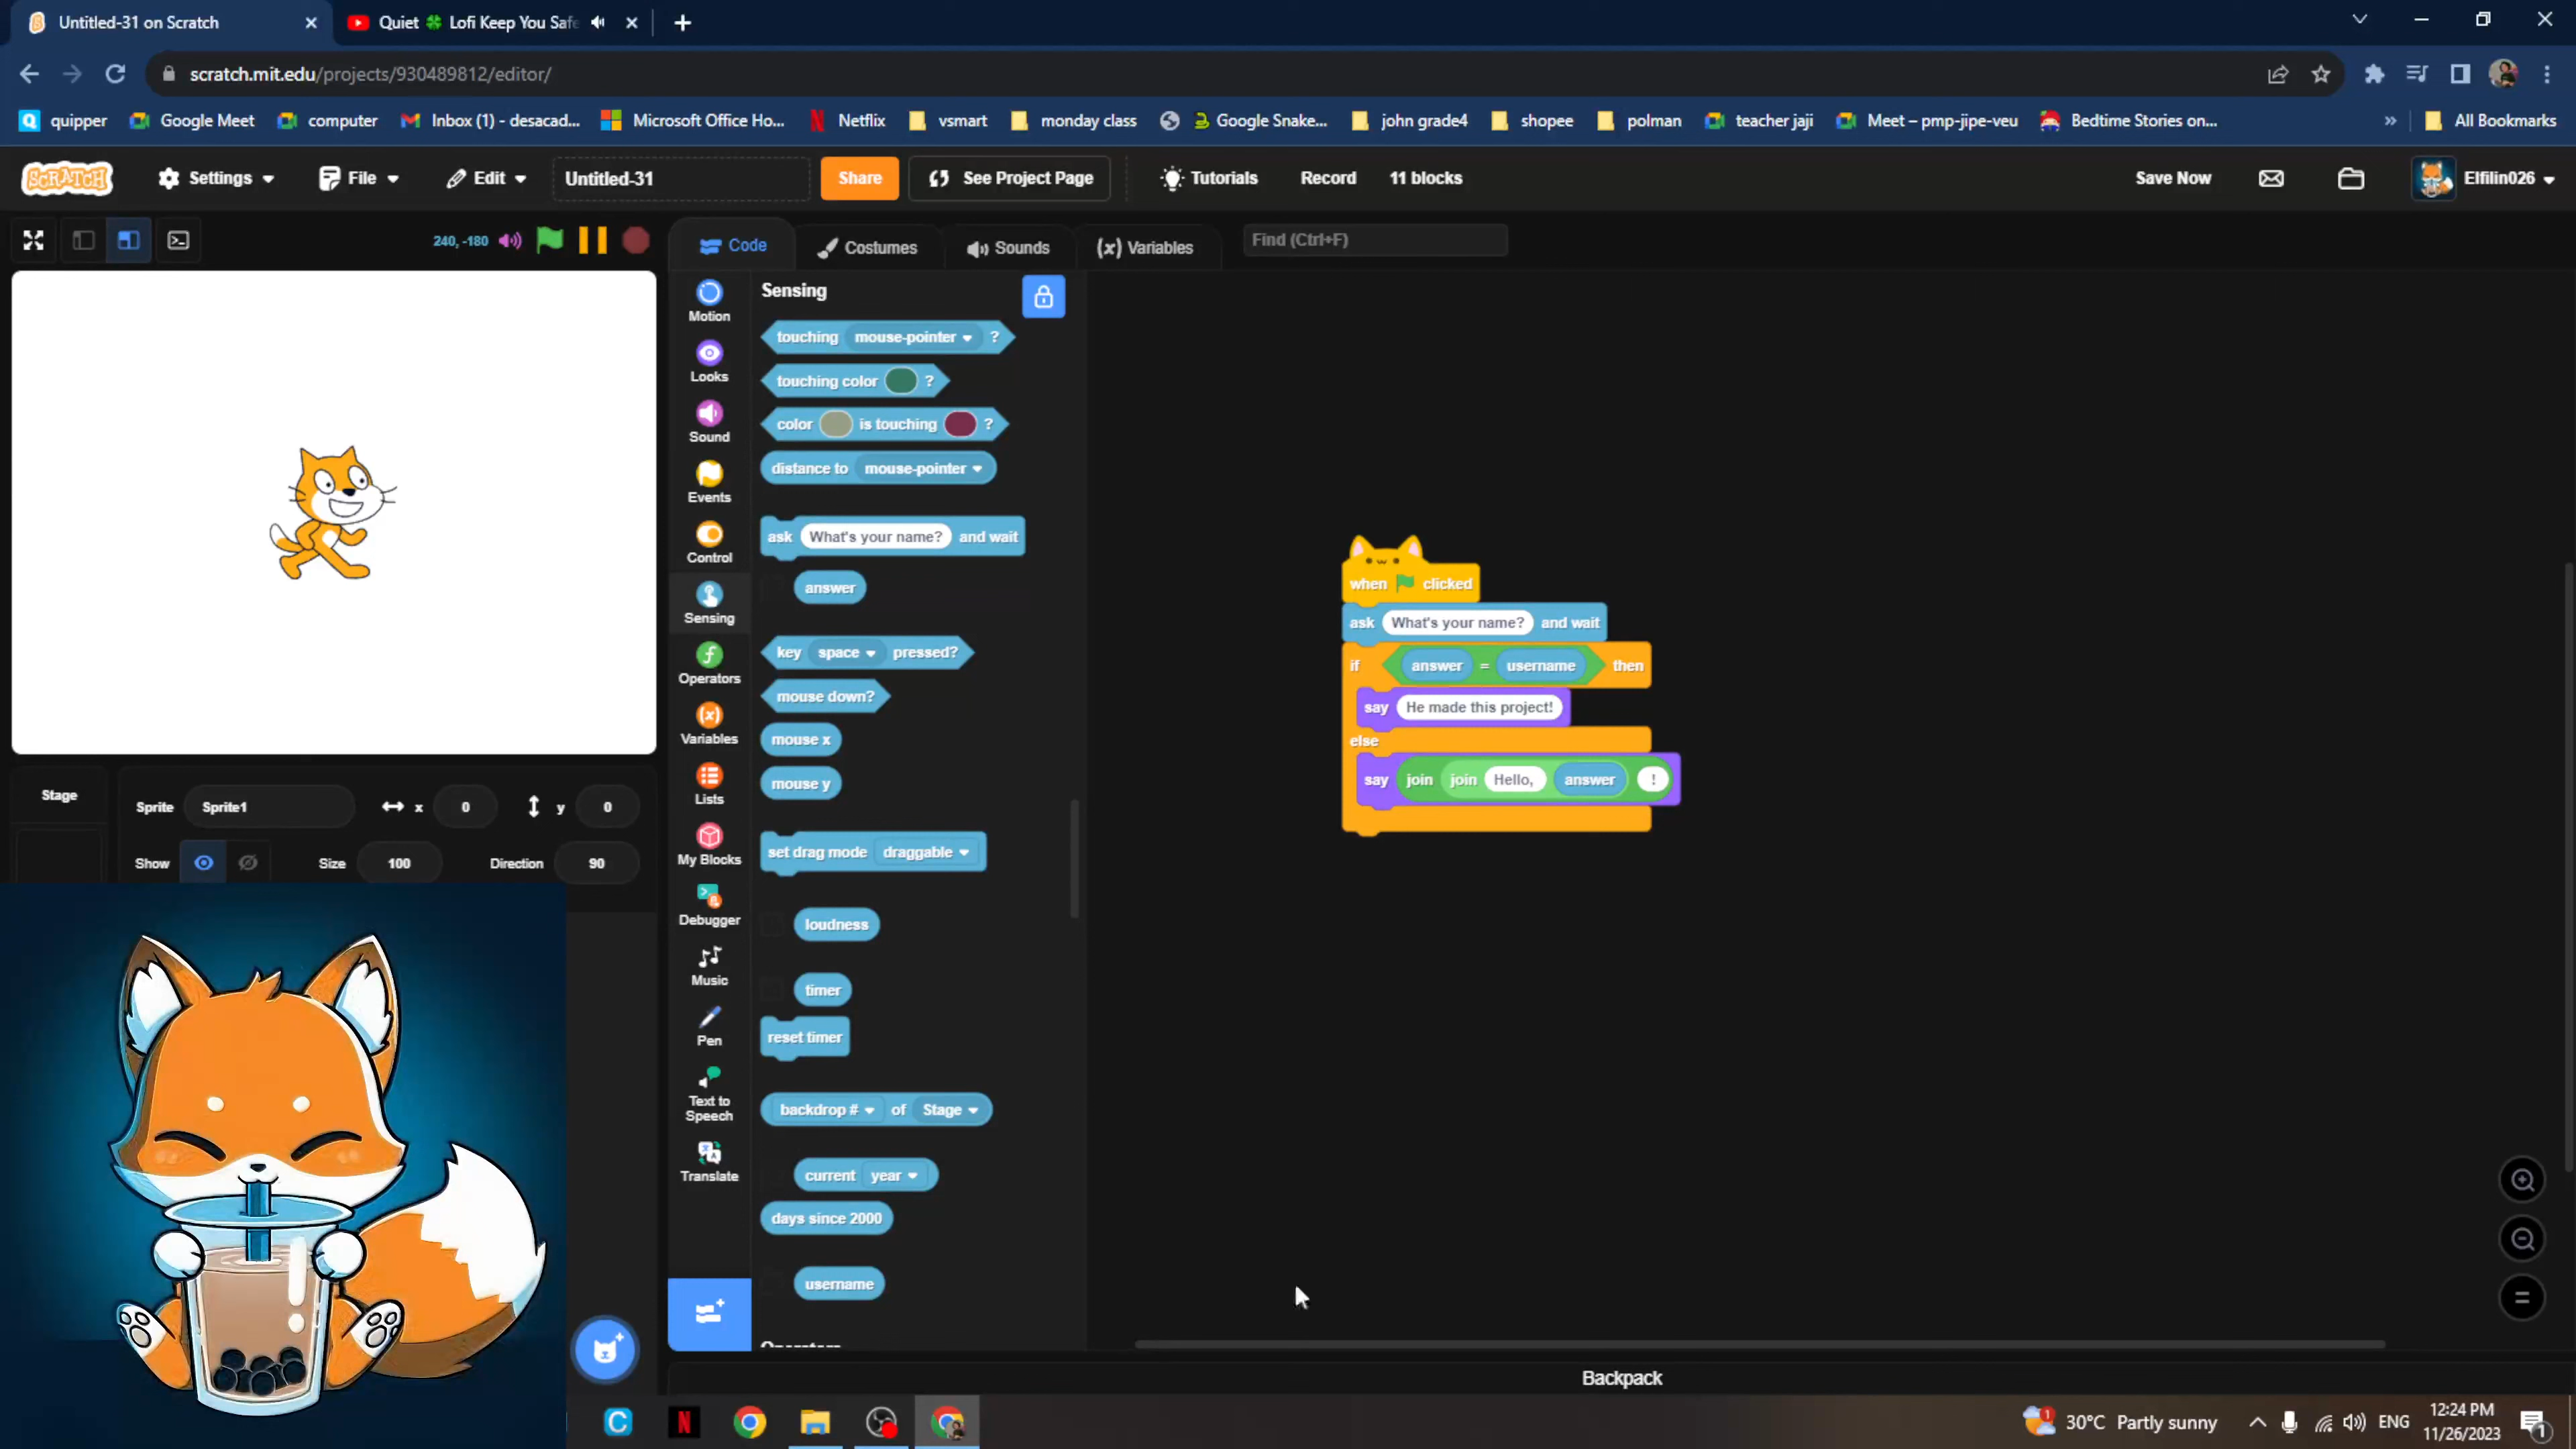 Untitled-31 on Scratch
Quiet 🍀 Lofi Keep You Safe
scratch.mit.edu/projects/930489812/editor/
quipper Google Meet computer Inbox (1) - desacad... Microsoft Office Ho... Netflix vsmart monday class Google Snake... john grade4 shopee polman teacher jaji Meet – pmp-jipe-veu Bedtime Stories on... » All Bookmarks
SCRATCH Settings File Edit Untitled-31 Share See Project Page Tutorials Record 11 blocks Save Now Elfilin026
240, -180
Code Costumes Sounds (x) Variables Find (Ctrl+F)
Motion
Looks
Sound
Events
Control
Sensing
Operators
Variables
Lists
My Blocks
Debugger
Music
Pen
Text to
Speech
Translate
Sensing
touching mouse-pointer ?
touching color ?
color is touching ?
distance to mouse-pointer
ask What's your name? and wait
answer
key space pressed?
mouse down?
mouse x
mouse y
set drag mode draggable
loudness
timer
reset timer
backdrop # of Stage
current year
days since 2000
username
Operators
when clicked
ask What's your name? and wait
if answer = username then
say He made this project!
else
say join join Hello, answer !
Stage
Sprite Sprite1 x 0 y 0
Show Size 100 Direction 90
Backpack
30°C Partly sunny
ENG
12:24 PM
11/26/2023